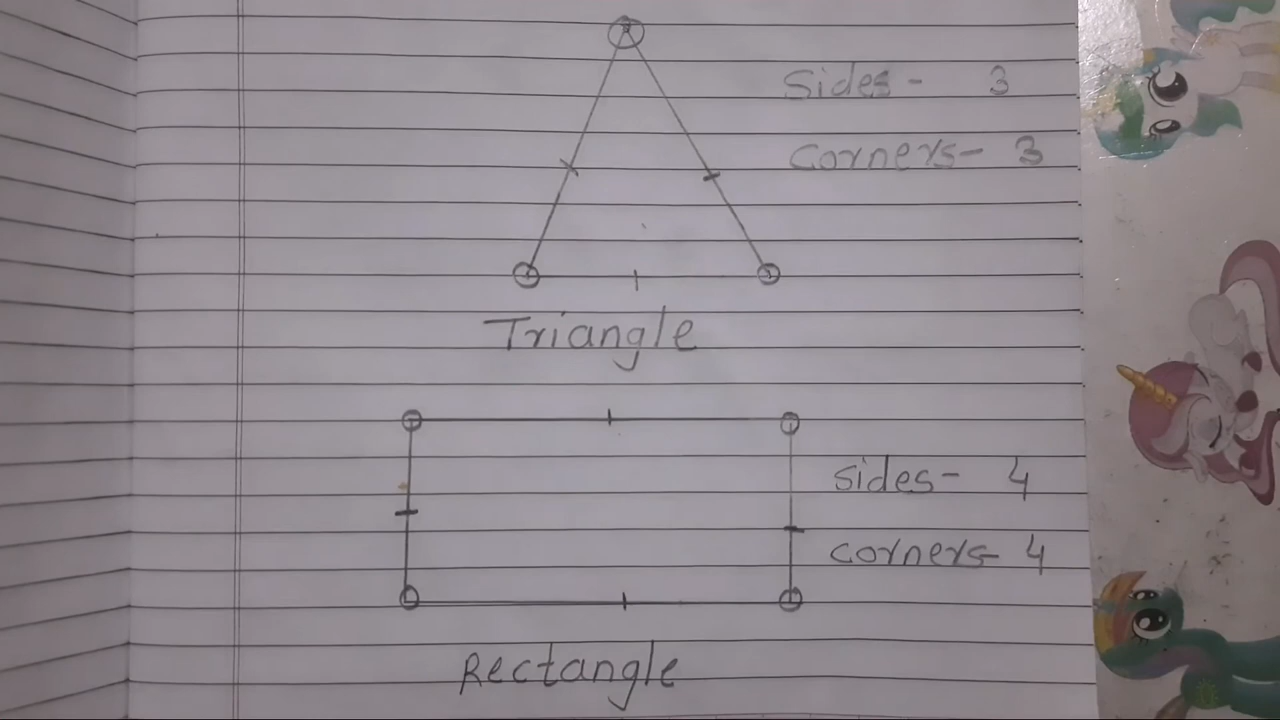 Sides - 3
Corners - 3
Triangle
sides - 4
corners - 4
Rectangle